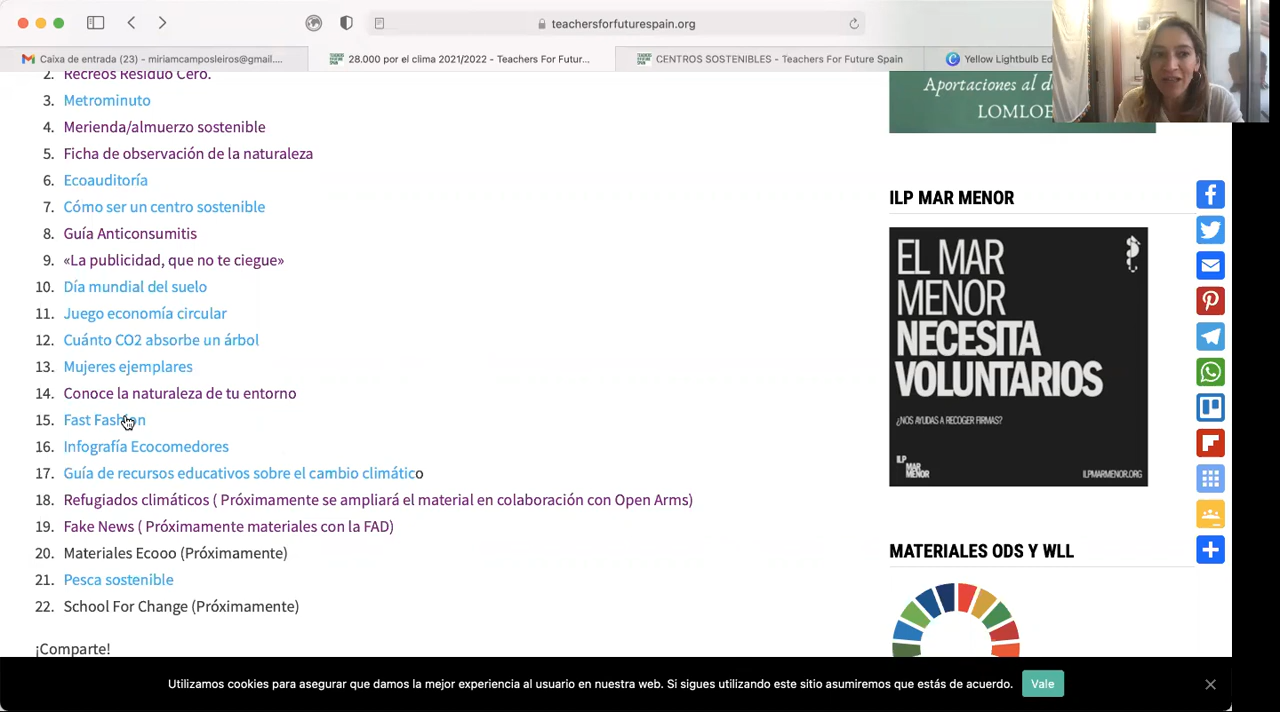 teachersforfuturespain.org
Caixa de entrada (23) - miriamcamposleiros@gmail....
28.000 por el clima 2021/2022 - Teachers For Futur...
CENTROS SOSTENIBLES - Teachers For Future Spain
Yellow Lightbulb Ed
2. Recreos Residuo Cero.
3. Metrominuto
4. Merienda/almuerzo sostenible
5. Ficha de observación de la naturaleza
6. Ecoauditoría
7. Cómo ser un centro sostenible
8. Guía Anticonsumitis
9. «La publicidad, que no te ciegue»
10. Día mundial del suelo
11. Juego economía circular
12. Cuánto CO2 absorbe un árbol
13. Mujeres ejemplares
14. Conoce la naturaleza de tu entorno
15. Fast Fashion
16. Infografía Ecocomedores
17. Guía de recursos educativos sobre el cambio climático
18. Refugiados climáticos ( Próximamente se ampliará el material en colaboración con Open Arms)
19. Fake News ( Próximamente materiales con la FAD)
20. Materiales Ecooo (Próximamente)
21. Pesca sostenible
22. School For Change (Próximamente)
¡Comparte!
Aportaciones al de
LOMLOE
ILP MAR MENOR
EL MAR
MENOR
NECESITA
VOLUNTARIOS
¿NOS AYUDAS A RECOGER FIRMAS?
ILP
MAR
MENOR
ILPMARMENOR.ORG
MATERIALES ODS Y WLL
Utilizamos cookies para asegurar que damos la mejor experiencia al usuario en nuestra web. Si sigues utilizando este sitio asumiremos que estás de acuerdo.
Vale